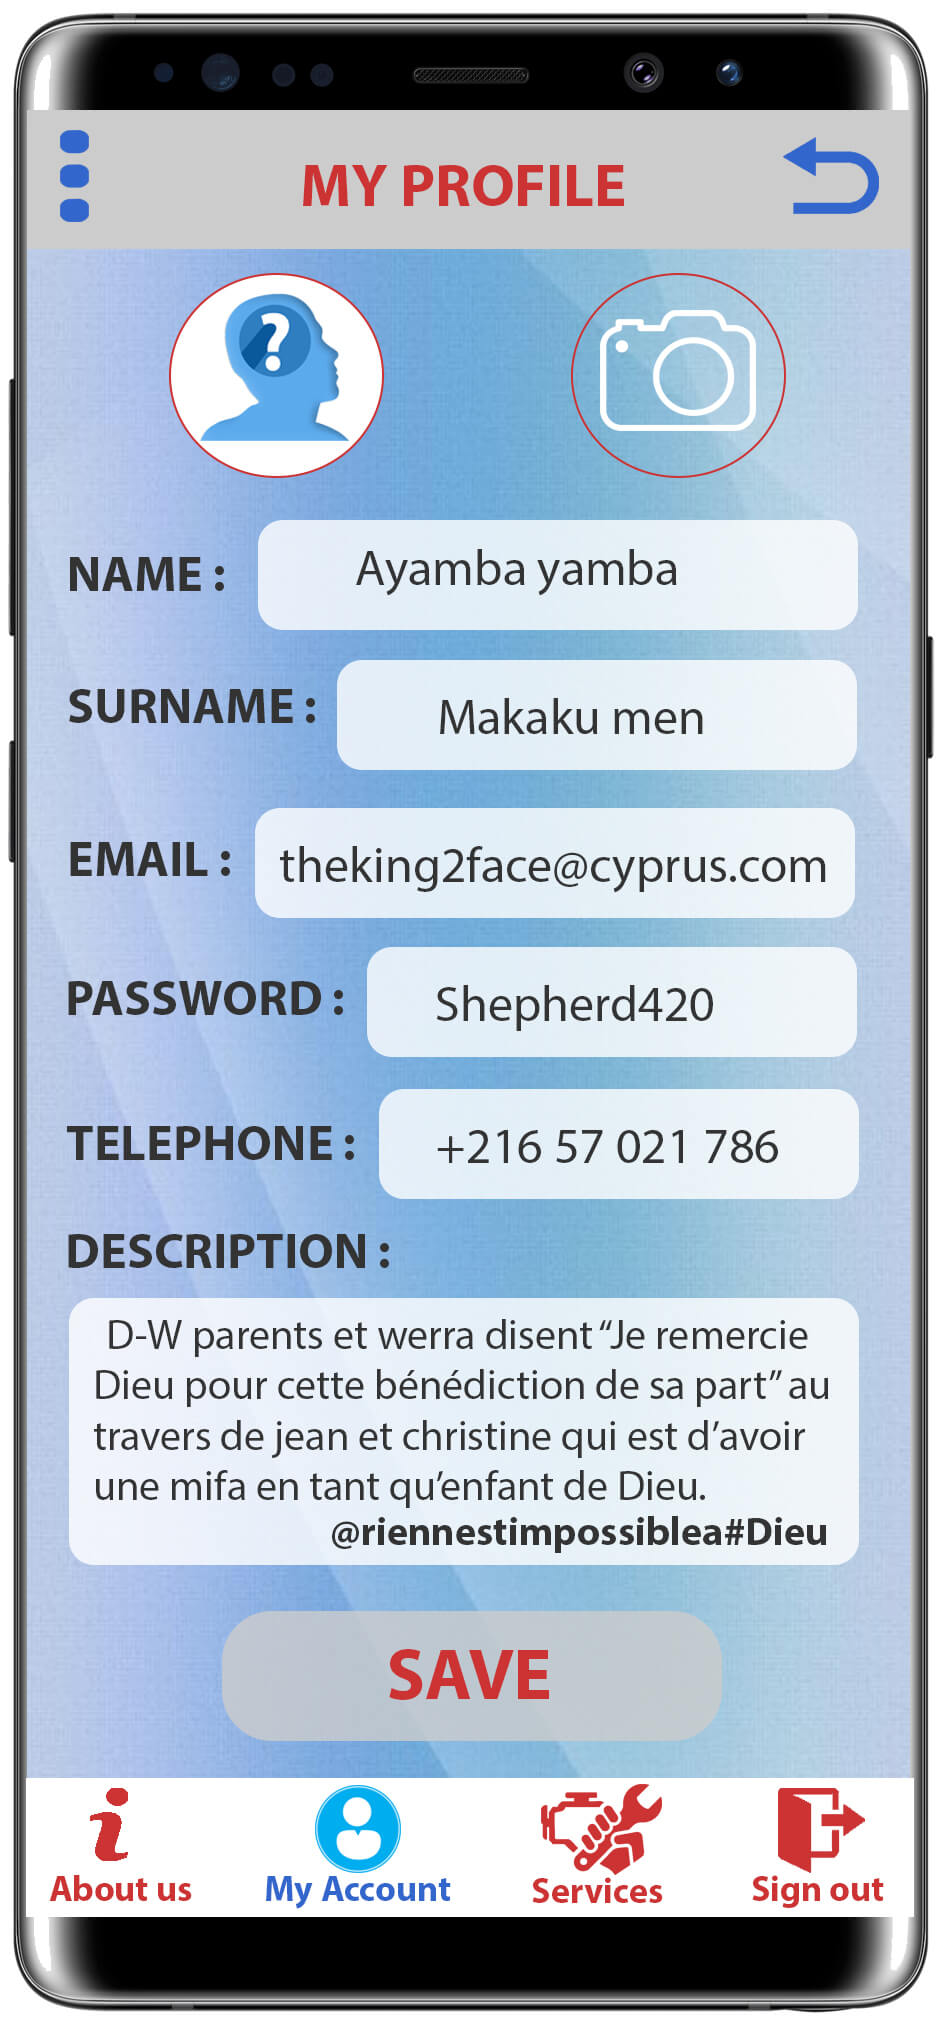 MY PROFILE
NAME : Ayamba yamba
SURNAME : Makaku men
EMAIL : theking2face@cyprus.com
PASSWORD : Shepherd420
TELEPHONE : +216 57 021 786
DESCRIPTION :
D-W parents et werra disent “Je remercie
Dieu pour cette bénédiction de sa part” au
travers de jean et christine qui est d’avoir
une mifa en tant qu’enfant de Dieu.
@riennestimpossiblea#Dieu
SAVE
About us My Account Services Sign out